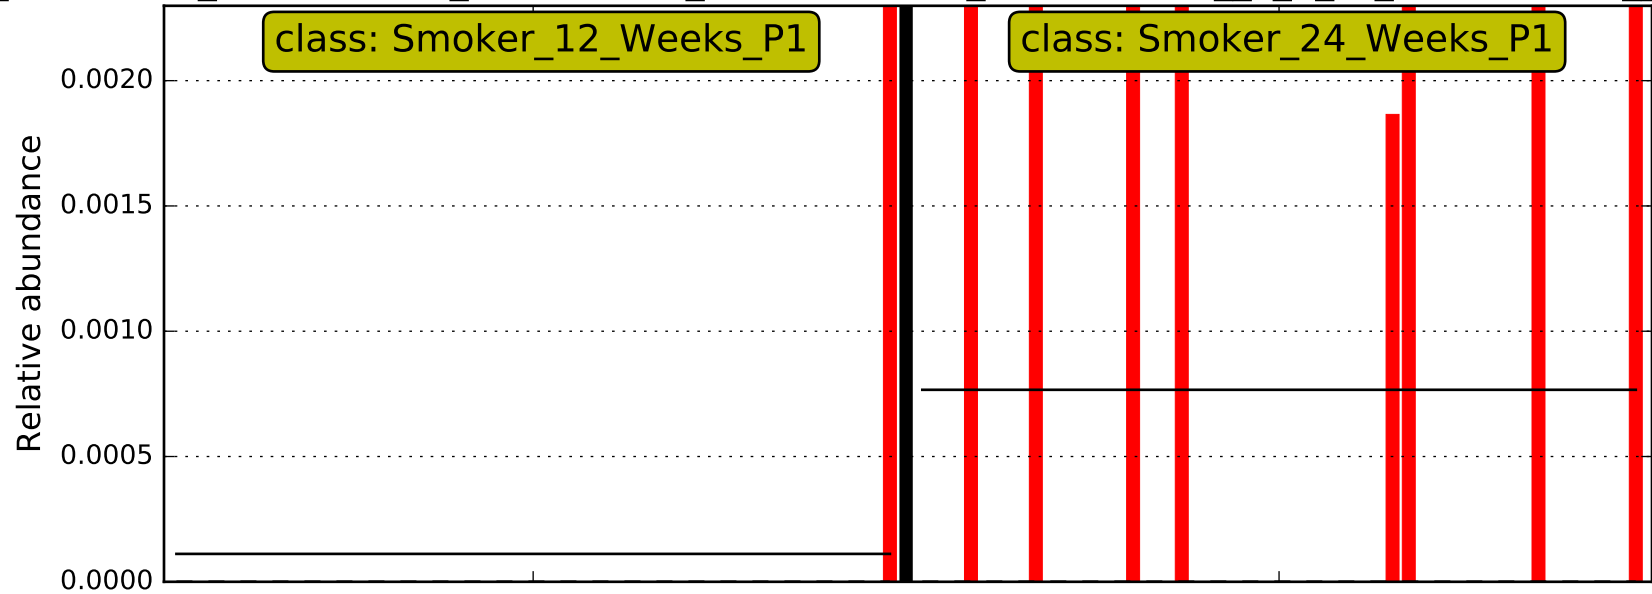 class: Smoker_12_Weeks_P1
class: Smoker_24_Weeks_P1
Relative abundance
0.0020
0.0015
0.0010
0.0005
0.0000